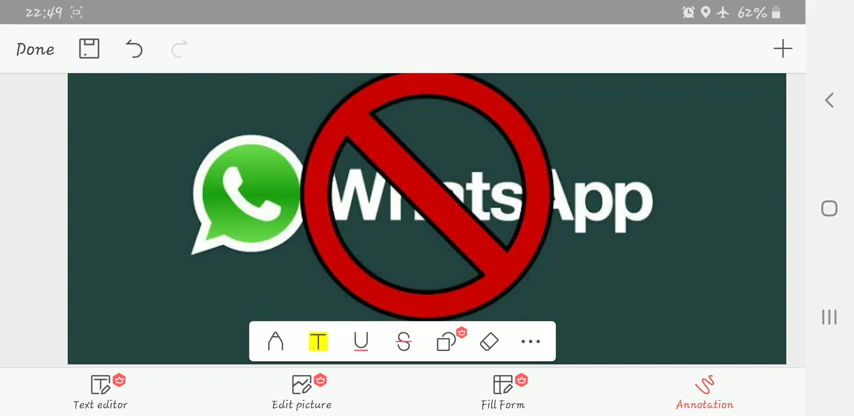 22:49
62%
Done
WhatsApp
T U S
Text editor
Edit picture
Fill Form
Annotation